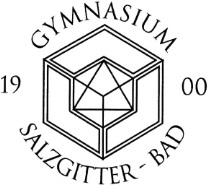 GYMNASIUM
19 00
SALZGITTER - BAD